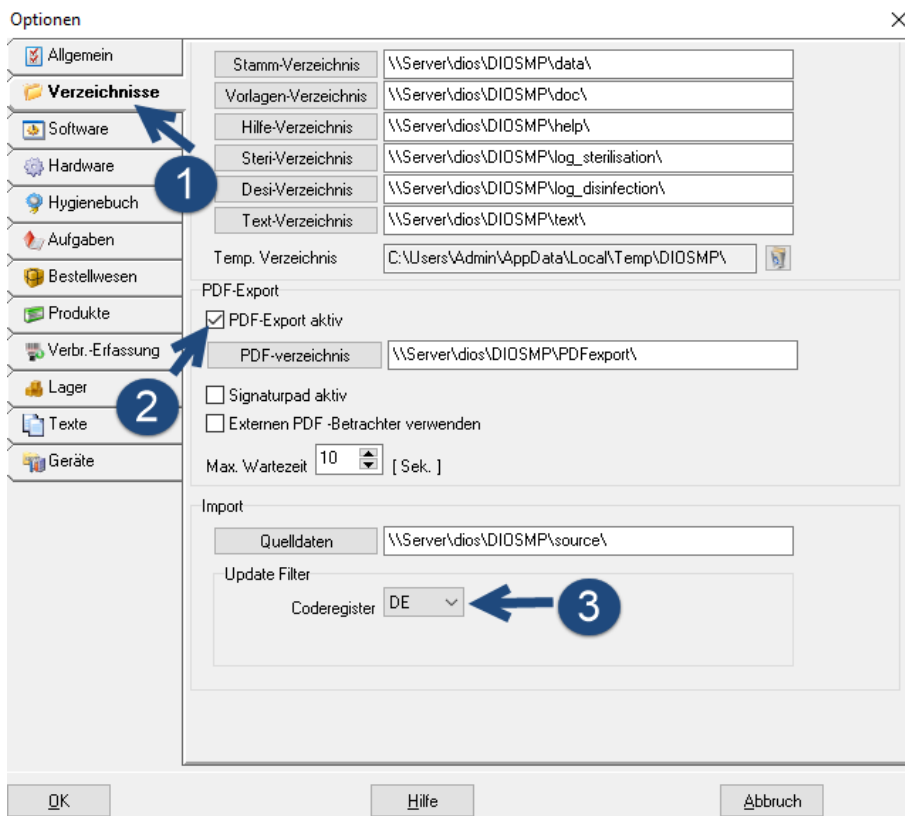 Optionen
Allgemein
Verzeichnisse
Software
Hardware
Hygienebuch
Aufgaben
Bestellwesen
Produkte
Verbr.-Erfassung
Lager
Texte
Geräte
1
2
Stamm-Verzeichnis \\Server\dios\DIOSMP\data\
Vorlagen-Verzeichnis \\Server\dios\DIOSMP\doc\
Hilfe-Verzeichnis \\Server\dios\DIOSMP\help\
Steri-Verzeichnis \\Server\dios\DIOSMP\log_sterilisation\
Desi-Verzeichnis \\Server\dios\DIOSMP\log_disinfection\
Text-Verzeichnis \\Server\dios\DIOSMP\text\
Temp. Verzeichnis C:\Users\Admin\AppData\Local\Temp\DIOSMP\
PDF-Export
PDF-Export aktiv
PDF-verzeichnis \\Server\dios\DIOSMP\PDFexport\
Signaturpad aktiv
Externen PDF -Betrachter verwenden
Max. Wartezeit 10 [ Sek. ]
Import
Quelldaten \\Server\dios\DIOSMP\source\
Update Filter
Coderegister DE 3
OK Hilfe Abbruch